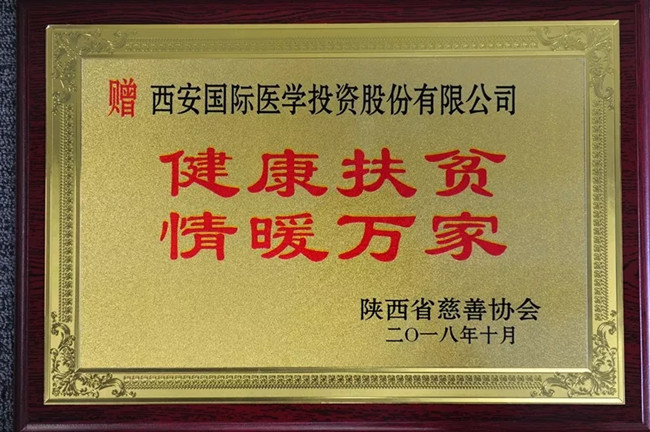 赠 西安国际医学投资股份有限公司
健康扶贫
情暖万家
陕西省慈善协会
二〇一八年十月